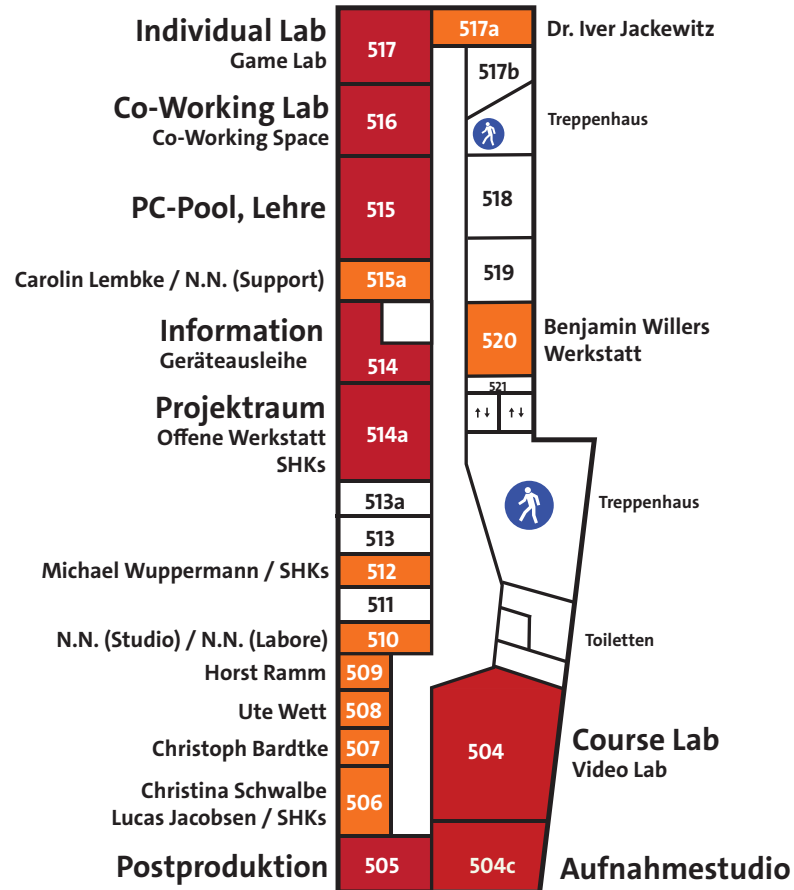 Individual Lab
Game Lab
517
517a
Dr. Iver Jackewitz
517b
Co-Working Lab
Co-Working Space
516
Treppenhaus
PC-Pool, Lehre
515
518
Carolin Lembke / N.N. (Support)
515a
519
Information
Geräteausleihe
514
520
Benjamin Willers
Werkstatt
521
↑↓ ↑↓
Projektraum
Offene Werkstatt
SHKs
514a
513a
Treppenhaus
513
Michael Wuppermann / SHKs
512
511
N.N. (Studio) / N.N. (Labore)
510
Toiletten
Horst Ramm
509
Ute Wett
508
Christoph Bardtke
507
504
Course Lab
Video Lab
Christina Schwalbe
Lucas Jacobsen / SHKs
506
Postproduktion
505
504c
Aufnahmestudio